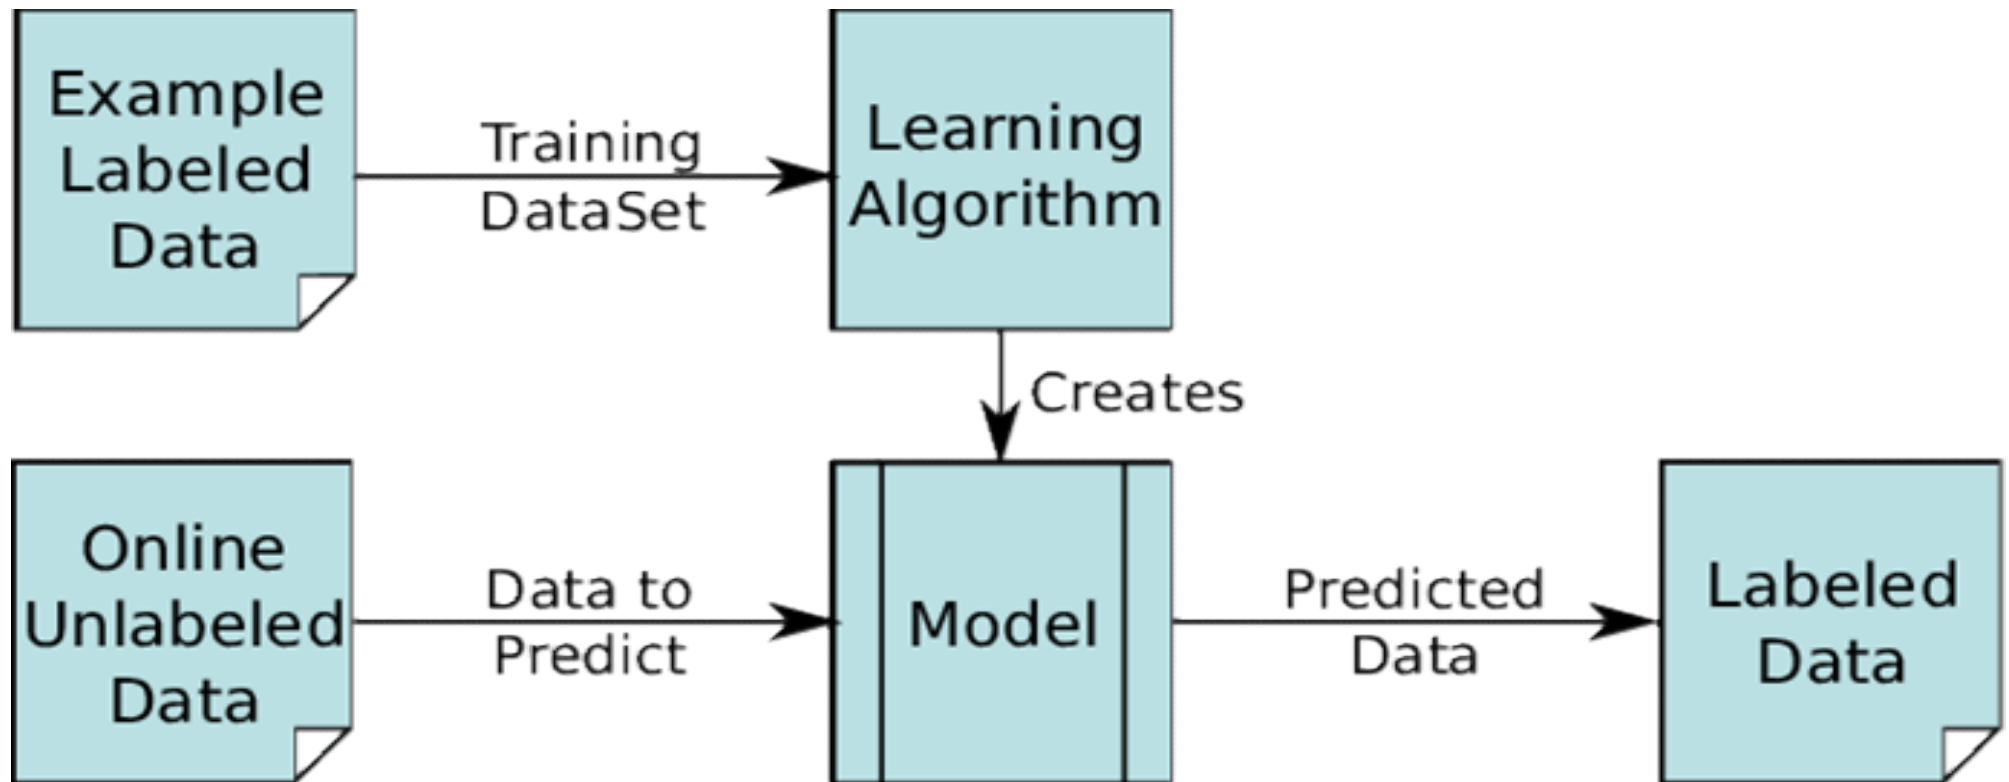 Example
Labeled
Data
Training
DataSet
Learning
Algorithm
Creates
Online
Unlabeled
Data
Data to
Predict
Model
Predicted
Data
Labeled
Data